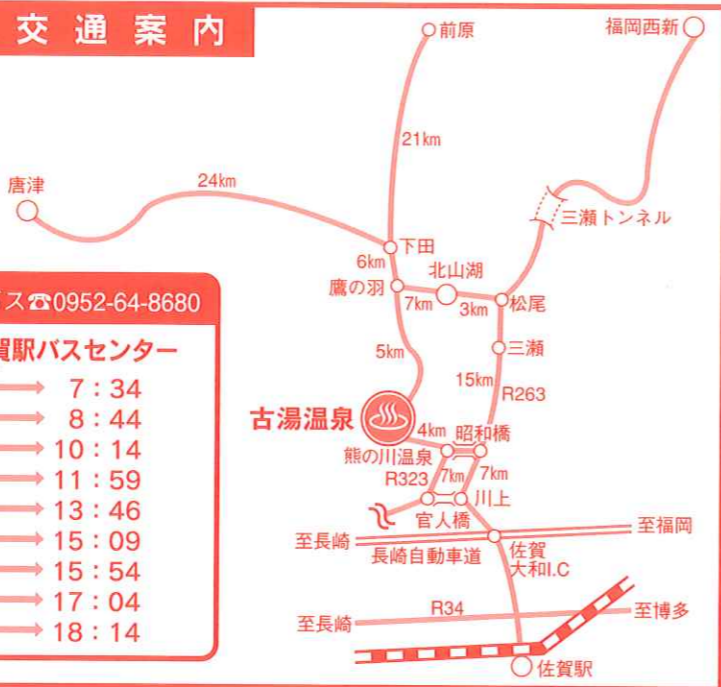 交通案内
前原
福岡西新
21km
唐津
24km
三瀬トンネル
下田
6km
北山湖
鷹の羽
7km
3km
松尾
5km
三瀬
15km
R263
古湯温泉
4km
昭和橋
熊の川温泉
R323
7km
7km
川上
官人橋
至長崎
長崎自動車道
至福岡
佐賀
大和I.C
至長崎
R34
至博多
佐賀駅
ス☎0952-64-8680
賀駅バスセンター
→ 7:34
→ 8:44
→ 10:14
→ 11:59
→ 13:46
→ 15:09
→ 15:54
→ 17:04
→ 18:14